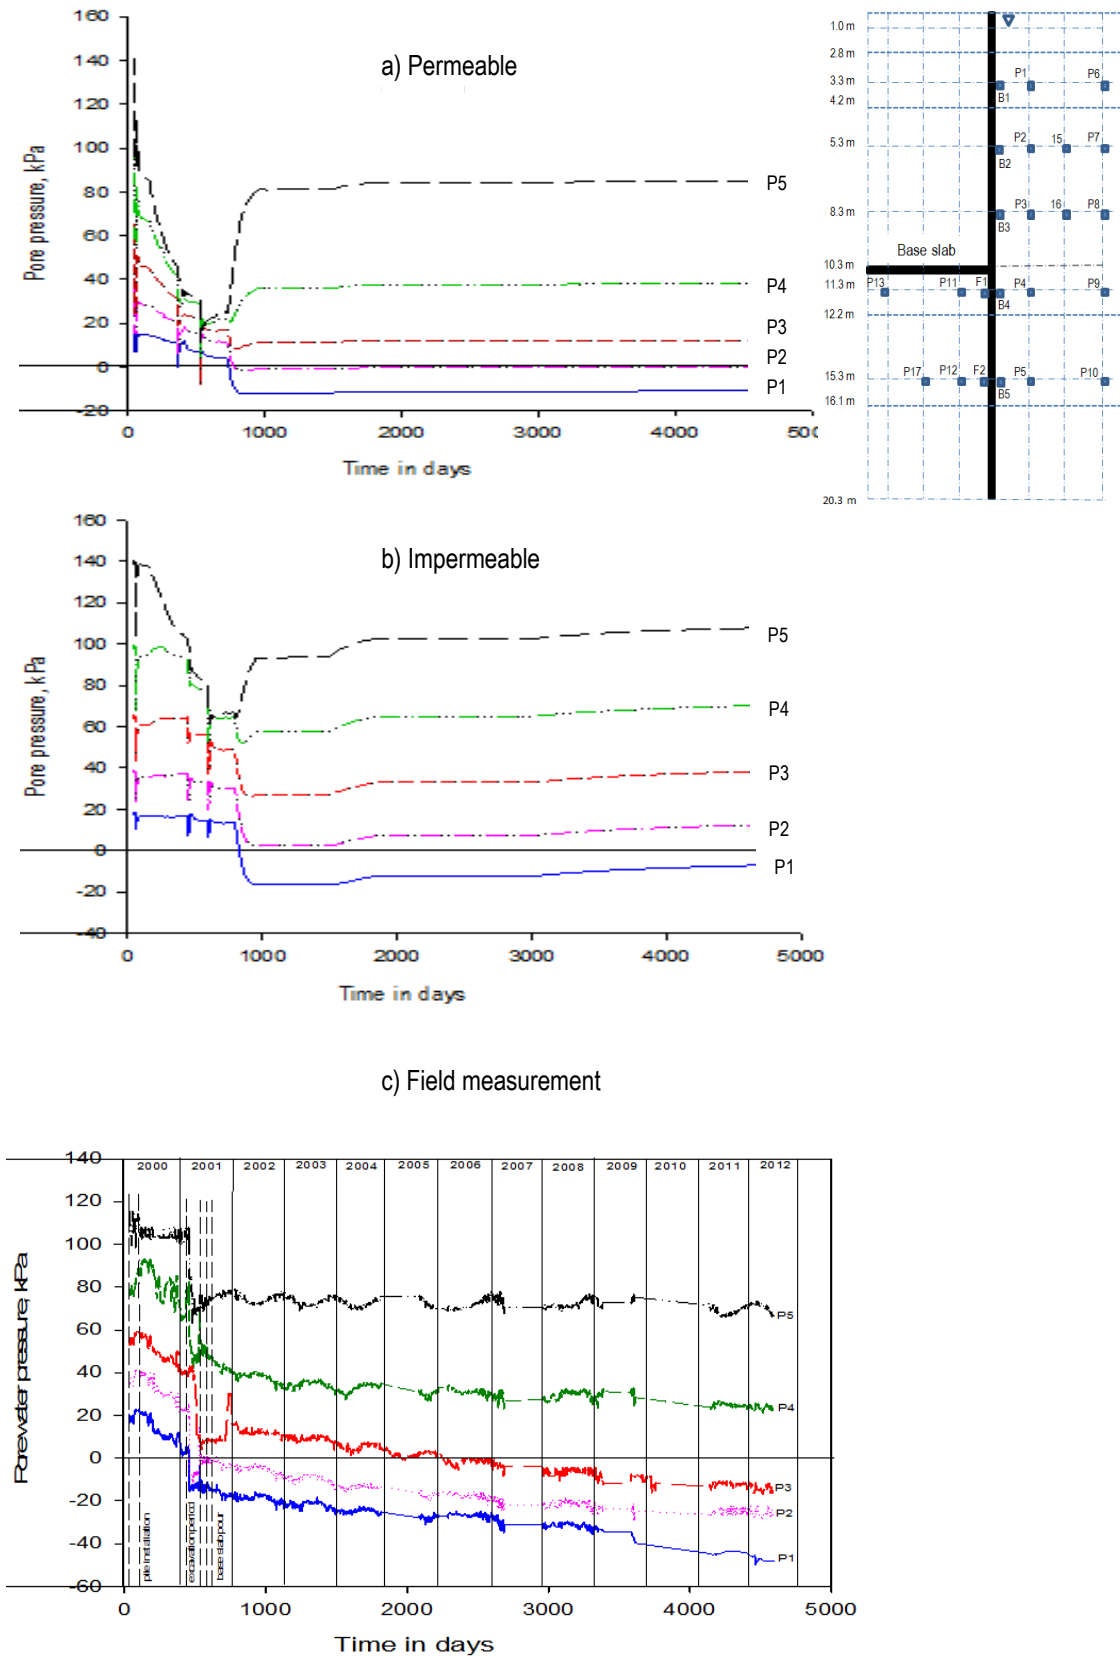 a) Permeable
160
140
120
100
80
60
40
20
0
-20
Pore pressure, kPa
P5
P4
P3
P2
P1
0
1000
2000
3000
4000
500
Time in days
1.0 m
2.8 m
3.3 m
4.2 m
5.3 m
8.3 m
10.3 m
11.3 m
12.2 m
15.3 m
16.1 m
20.3 m
P1 P6
B1
P2 15 P7
B2
P3 16 P8
B3
Base slab
P13 P11 F1 P4 P9
B4
P17 P12 F2 P5 P10
B5
b) Impermeable
160
140
120
100
80
60
40
20
0
-20
-40
Pore pressure, kPa
P5
P4
P3
P2
P1
0
1000
2000
3000
4000
5000
Time in days
c) Field measurement
140
120
100
80
60
40
20
0
-20
-40
-60
Porewater pressure, kPa
2000 2001 2002 2003 2004 2005 2006 2007 2008 2009 2010 2011 2012
P5
P4
P3
P2
P1
pile installation
excavation period
base slab pour
0
1000
2000
3000
4000
5000
Time in days